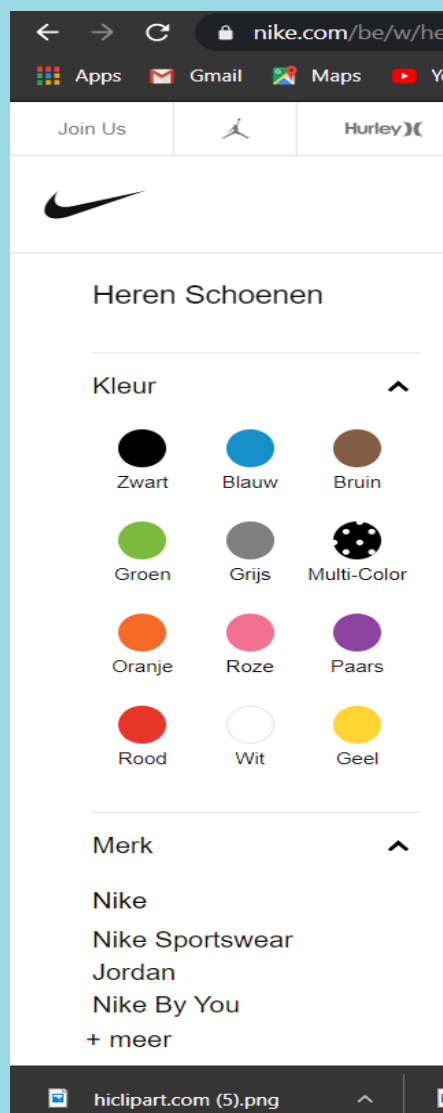 nike.com/be/w/he
Apps Gmail Maps Yo
Join Us Hurley
Heren Schoenen
Kleur
Zwart Blauw Bruin
Groen Grijs Multi-Color
Oranje Roze Paars
Rood Wit Geel
Merk
Nike
Nike Sportswear
Jordan
Nike By You
+ meer
hiclipart.com (5).png